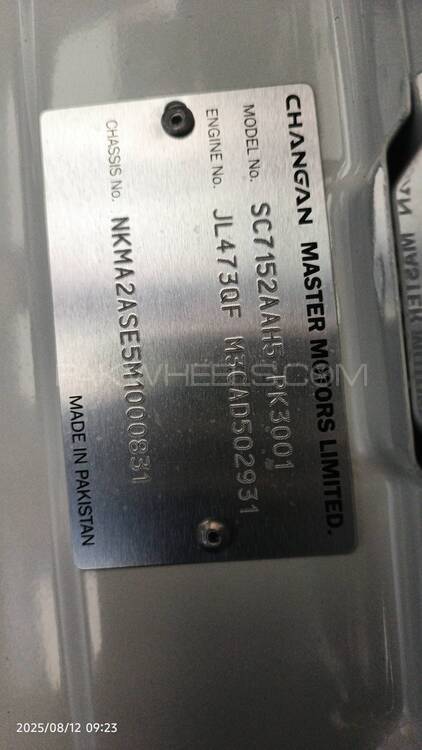 CHANGAN MASTER MOTORS LIMITED.
MODEL No. SC7152AAH5 PK3001
ENGINE No. JL473QF M5CAD502931
CHASSIS No. NKMA2ASE5M1000831
MADE IN PAKISTAN
PAKWHEELS.COM
2025/08/12 09:23